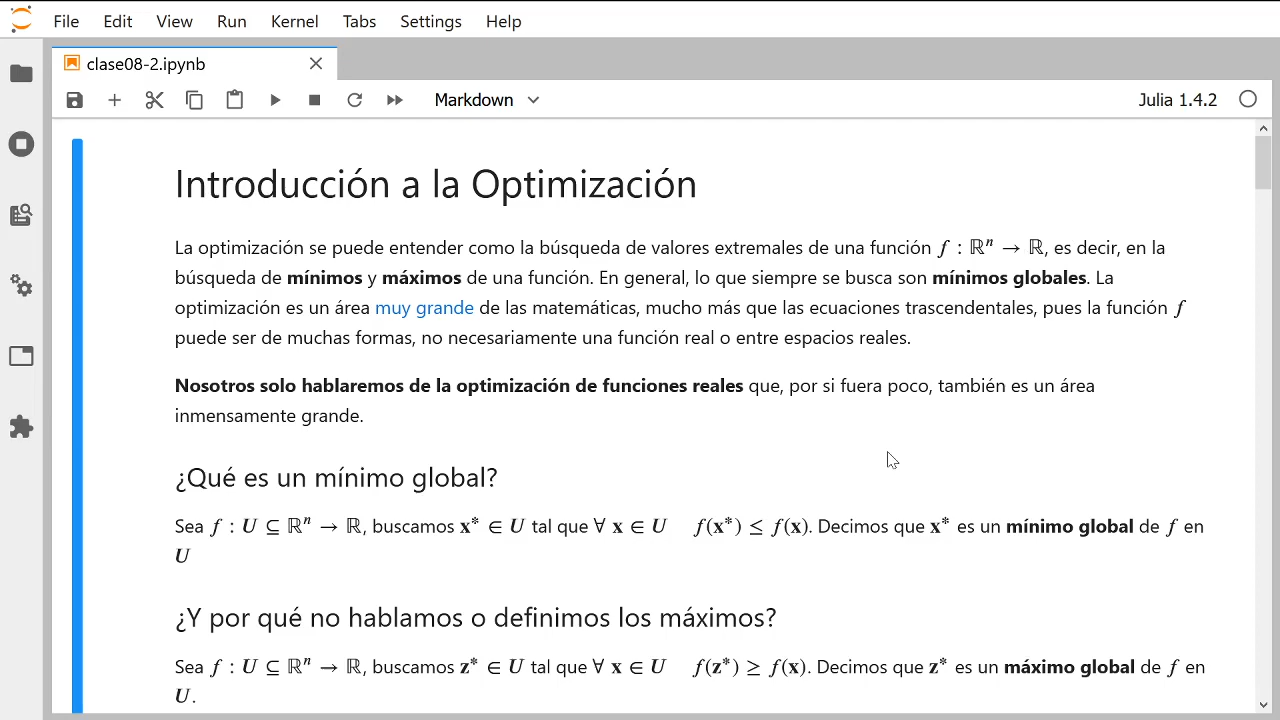 File Edit View Run Kernel Tabs Settings Help
clase08-2.ipynb
Markdown
Julia 1.4.2
Introducción a la Optimización
La optimización se puede entender como la búsqueda de valores extremales de una función f : ℝⁿ → ℝ, es decir, en la
búsqueda de mínimos y máximos de una función. En general, lo que siempre se busca son mínimos globales. La
optimización es un área muy grande de las matemáticas, mucho más que las ecuaciones trascendentales, pues la función f
puede ser de muchas formas, no necesariamente una función real o entre espacios reales.
Nosotros solo hablaremos de la optimización de funciones reales que, por si fuera poco, también es un área
inmensamente grande.
¿Qué es un mínimo global?
Sea f : U ⊆ ℝⁿ → ℝ, buscamos x* ∈ U tal que ∀ x ∈ U f(x*) ≤ f(x). Decimos que x* es un mínimo global de f en
U
¿Y por qué no hablamos o definimos los máximos?
Sea f : U ⊆ ℝⁿ → ℝ, buscamos z* ∈ U tal que ∀ x ∈ U f(z*) ≥ f(x). Decimos que z* es un máximo global de f en
U.